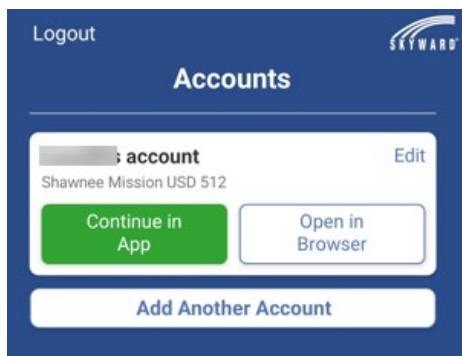 Logout
SKYWARD
Accounts
s account
Edit
Shawnee Mission USD 512
Continue in
App
Open in
Browser
Add Another Account